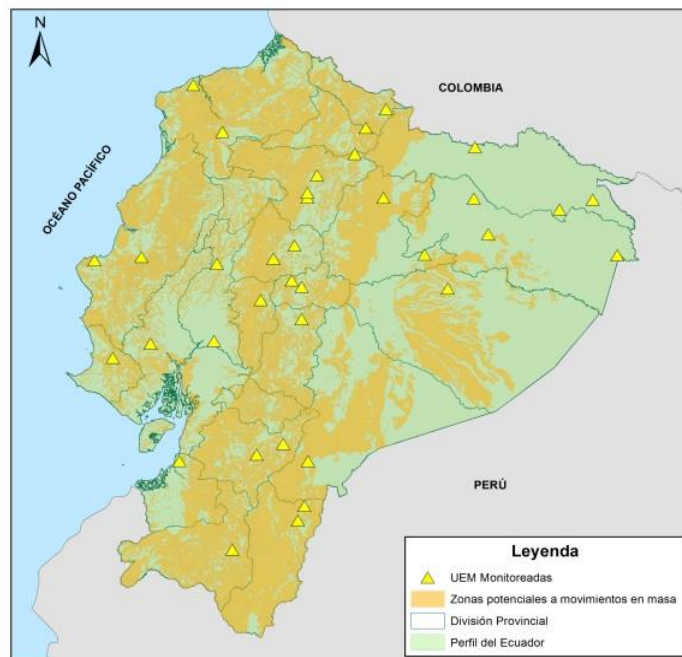 N
COLOMBIA
OCÉANO PACÍFICO
PERÚ
Leyenda
UEM Monitoreadas
Zonas potenciales a movimientos en masa
División Provincial
Perfil del Ecuador